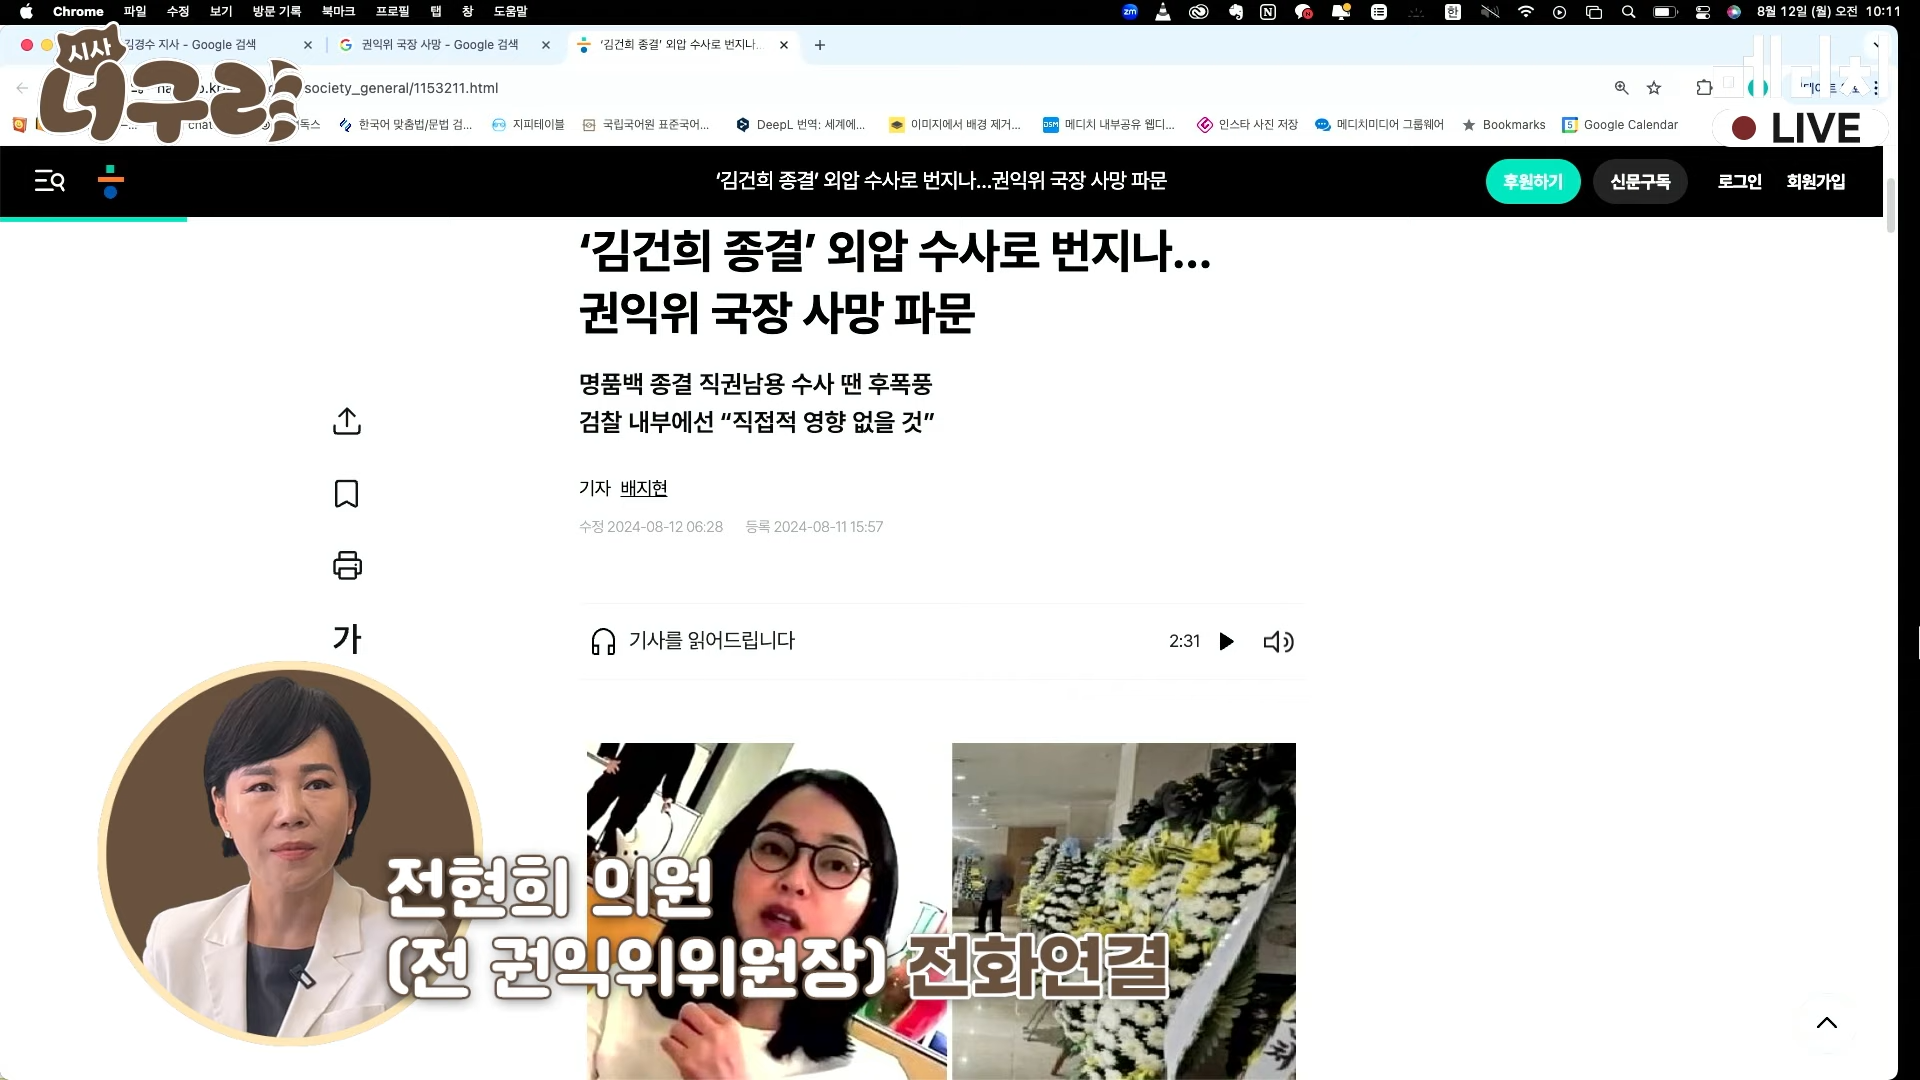 Chrome 파일 수정 보기 방문 기록 북마크 프로필 탭 창 도움말
zm N 한 8월 12일 (월) 오전 10:11
김경수 지사 - Google 검색
권익위 국장 사망 - Google 검색
‘김건희 종결’ 외압 수사로 번지나...
시사
너구리
society_general/1153211.html
한국어 맞춤법/문법 검...
지피테이블
국립국어원 표준국어...
DeepL 번역: 세계에...
이미지에서 배경 제거...
메디치 내부공유 웹디...
인스타 사진 저장
메디치미디어 그룹웨어
Bookmarks
Google Calendar
LIVE
‘김건희 종결’ 외압 수사로 번지나…권익위 국장 사망 파문
후원하기
신문구독
로그인
회원가입
‘김건희 종결’ 외압 수사로 번지나…
권익위 국장 사망 파문
명품백 종결 직권남용 수사 땐 후폭풍
검찰 내부에선 “직접적 영향 없을 것”
기자 배지현
수정 2024-08-12 06:28 등록 2024-08-11 15:57
가
기사를 읽어드립니다 2:31
전현희 의원
(전 권익위위원장) 전화연결